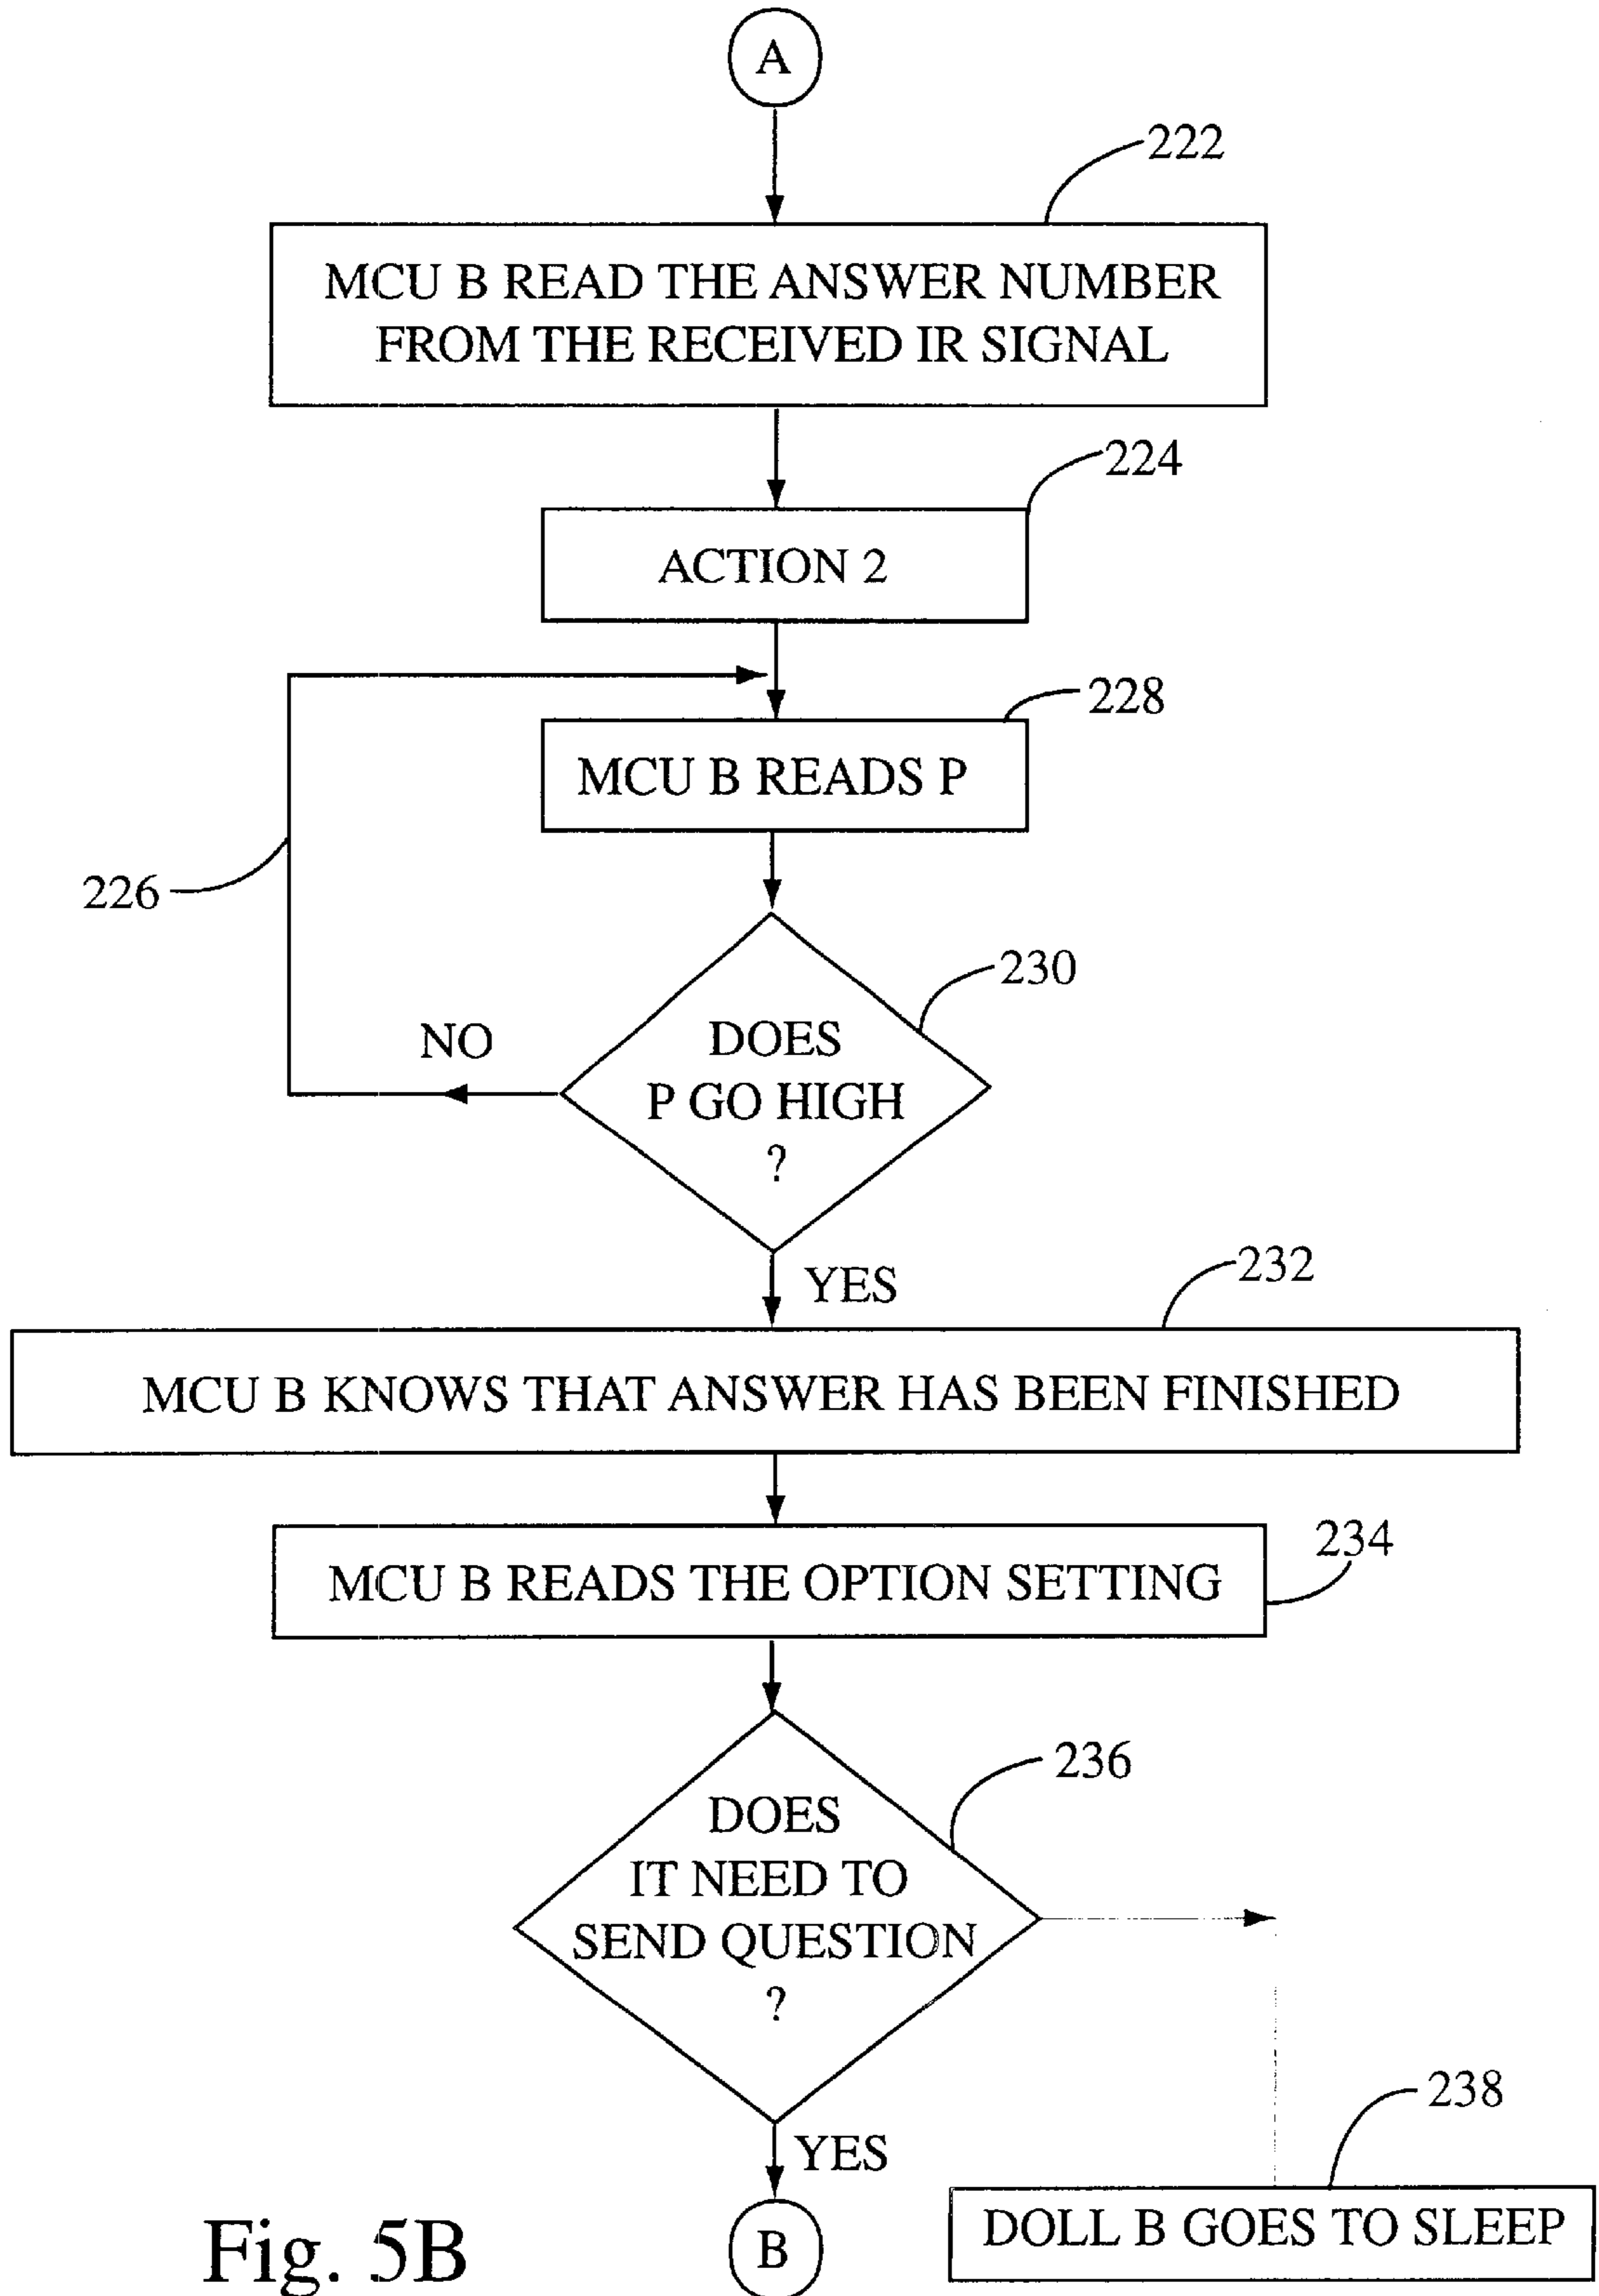 A
222
MCU B READ THE ANSWER NUMBER
FROM THE RECEIVED IR SIGNAL
224
ACTION 2
228
MCU B READS P
226
230
NO
DOES
P GO HIGH
?
YES
232
MCU B KNOWS THAT ANSWER HAS BEEN FINISHED
234
MCU B READS THE OPTION SETTING
236
DOES
IT NEED TO
SEND QUESTION
?
YES
238
DOLL B GOES TO SLEEP
B
Fig. 5B